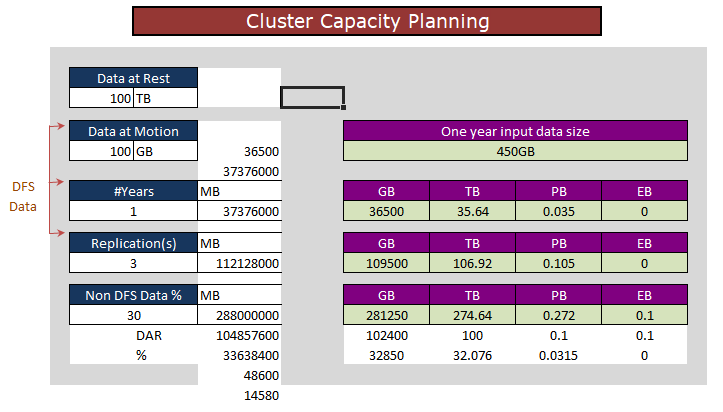 Cluster Capacity Planning
Data at Rest
100 TB
Data at Motion
One year input data size
100 GB 36500 450GB
37376000
DFS
Data
#Years MB GB TB PB EB
1 37376000 36500 35.64 0.035 0
Replication(s) MB GB TB PB EB
3 112128000 109500 106.92 0.105 0
Non DFS Data % MB GB TB PB EB
30 288000000 281250 274.64 0.272 0.1
DAR 104857600 102400 100 0.1 0.1
% 33638400 32850 32.076 0.0315 0
48600
14580